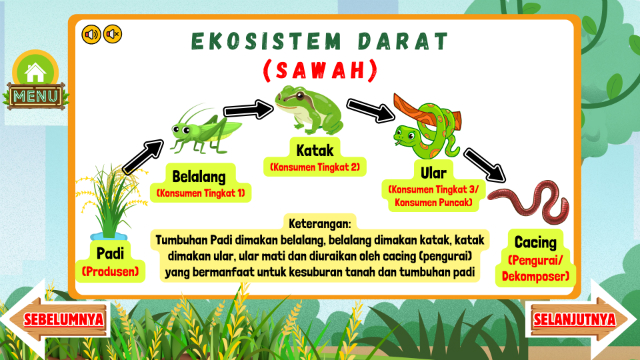 EKOSISTEM DARAT
(SAWAH)
MENU
Katak
(Konsumen Tingkat 2)
Belalang
(Konsumen Tingkat 1)
Ular
(Konsumen Tingkat 3/
Konsumen Puncak)
Padi
(Produsen)
Keterangan:
Tumbuhan Padi dimakan belalang, belalang dimakan katak, katak
dimakan ular, ular mati dan diuraikan oleh cacing (pengurai)
yang bermanfaat untuk kesuburan tanah dan tumbuhan padi
Cacing
(Pengurai/
Dekomposer)
SEBELUMNYA
SELANJUTNYA